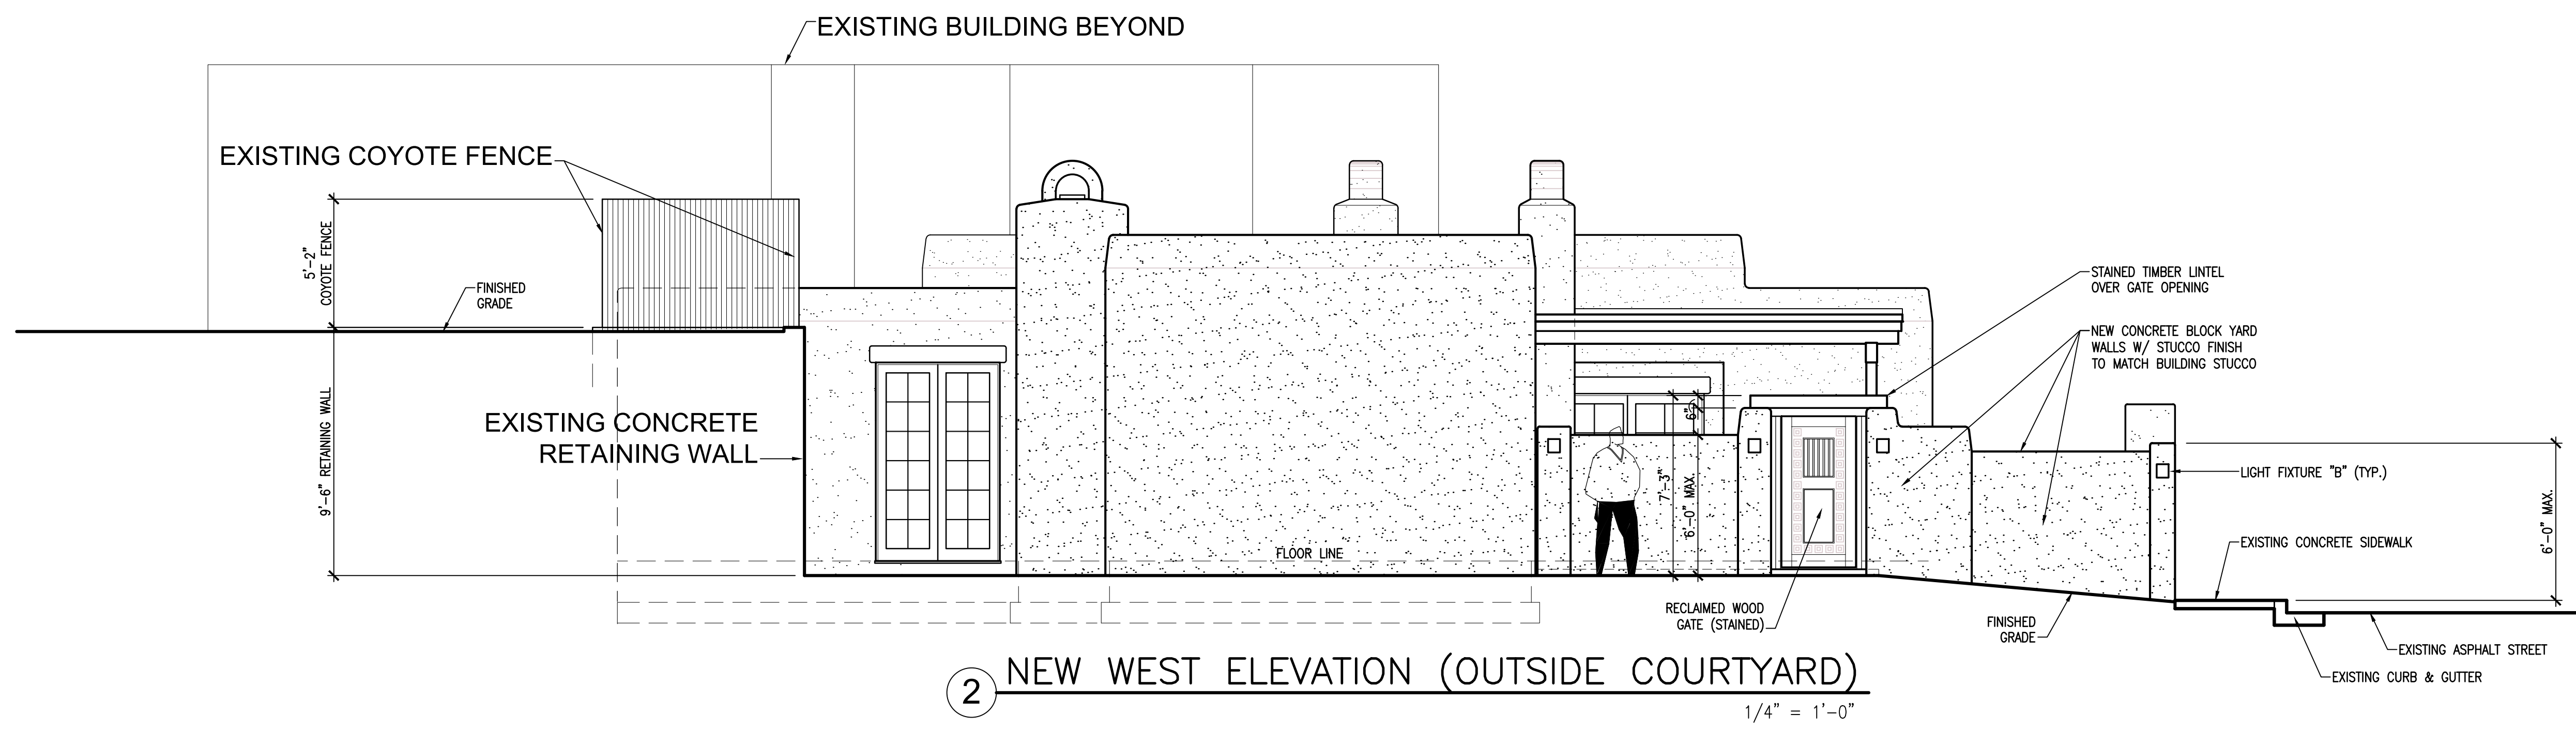 EXISTING BUILDING BEYOND
EXISTING COYOTE FENCE
5'-2"
COYOTE FENCE
FINISHED
GRADE
9'-6" RETAINING WALL
EXISTING CONCRETE
RETAINING WALL
FLOOR LINE
6"
7'-3"
6'-0" MAX.
STAINED TIMBER LINTEL
OVER GATE OPENING
NEW CONCRETE BLOCK YARD
WALLS W/ STUCCO FINISH
TO MATCH BUILDING STUCCO
LIGHT FIXTURE "B" (TYP.)
6'-0" MAX.
EXISTING CONCRETE SIDEWALK
RECLAIMED WOOD
GATE (STAINED)
FINISHED
GRADE
EXISTING ASPHALT STREET
EXISTING CURB & GUTTER
2 NEW WEST ELEVATION (OUTSIDE COURTYARD)
1/4" = 1'-0"